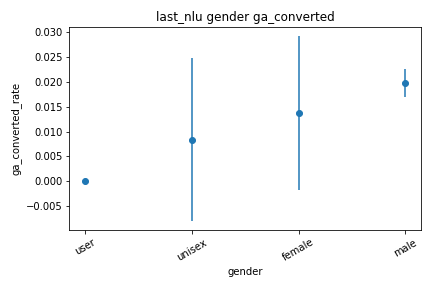 last_nlu gender ga_converted
0.030
0.025
0.020
0.015
0.010
0.005
0.000
−0.005
ga_converted_rate
user unisex female male
gender